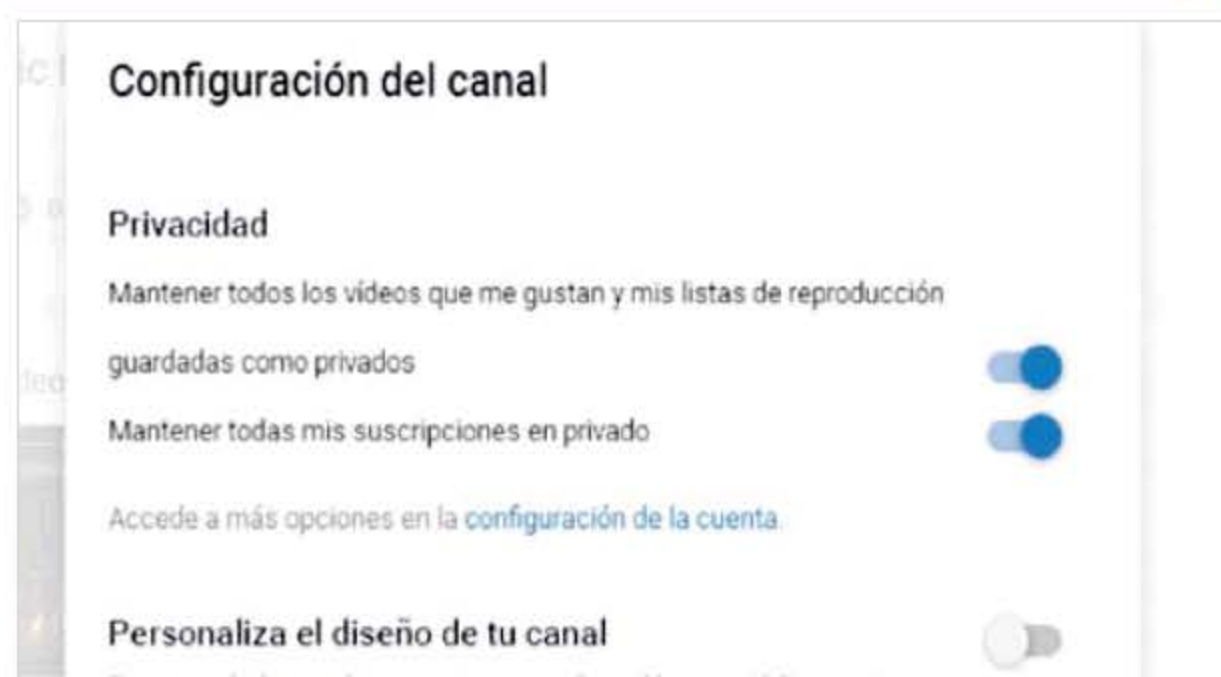 Configuración del canal
Privacidad
Mantener todos los vídeos que me gustan y mis listas de reproducción
guardadas como privados
Mantener todas mis suscripciones en privado
Accede a más opciones en la configuración de la cuenta.
Personaliza el diseño de tu canal